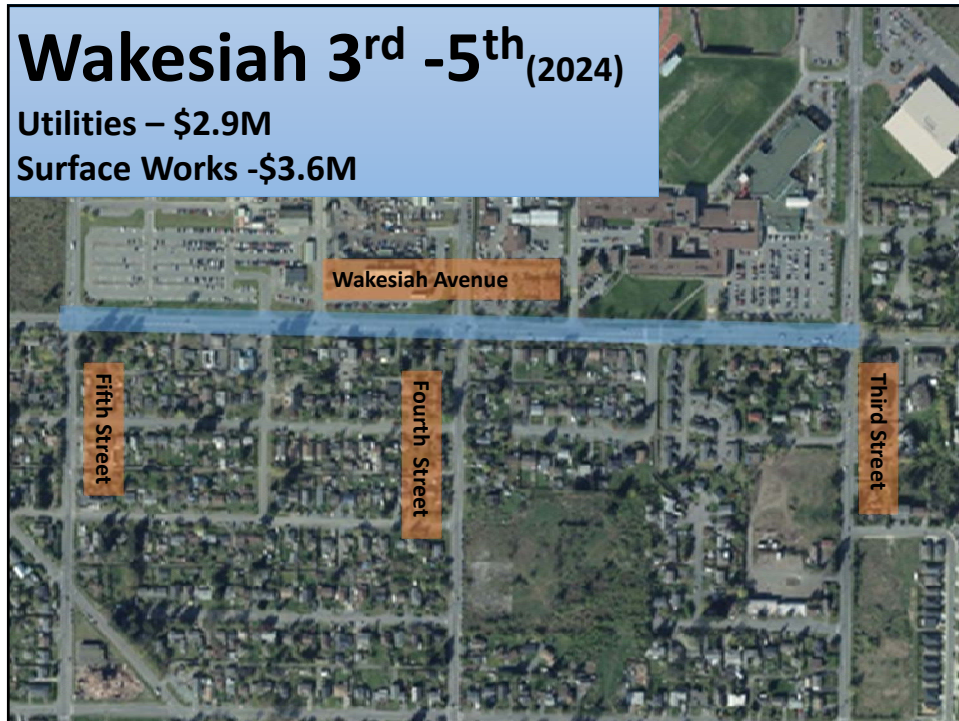 Wakesiah 3rd -5th(2024)
Utilities – $2.9M
Surface Works -$3.6M
Wakesiah Avenue
Fifth Street
Fourth Street
Third Street